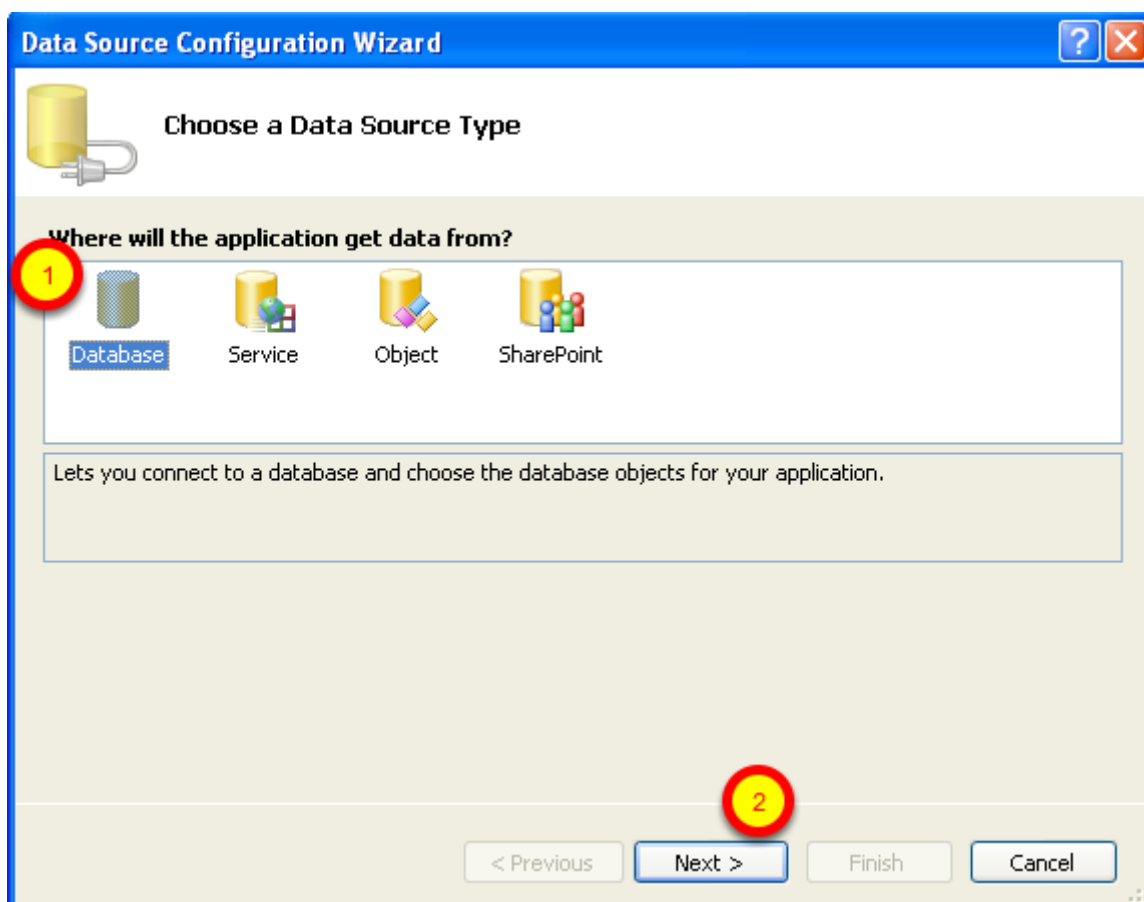 Data Source Configuration Wizard
?
Choose a Data Source Type
Where will the application get data from?
1
Database Service Object SharePoint
Lets you connect to a database and choose the database objects for your application.
2
< Previous Next > Finish Cancel